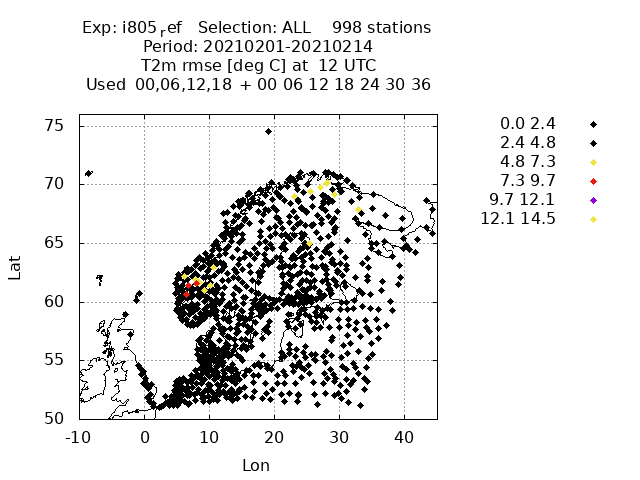 Exp: i805ref Selection: ALL 998 stations
Period: 20210201-20210214
T2m rmse [deg C] at 12 UTC
Used 00,06,12,18 + 00 06 12 18 24 30 36
0.0 2.4
2.4 4.8
4.8 7.3
7.3 9.7
9.7 12.1
12.1 14.5
75
70
65
60
55
50
Lat
-10 0 10 20 30 40
Lon